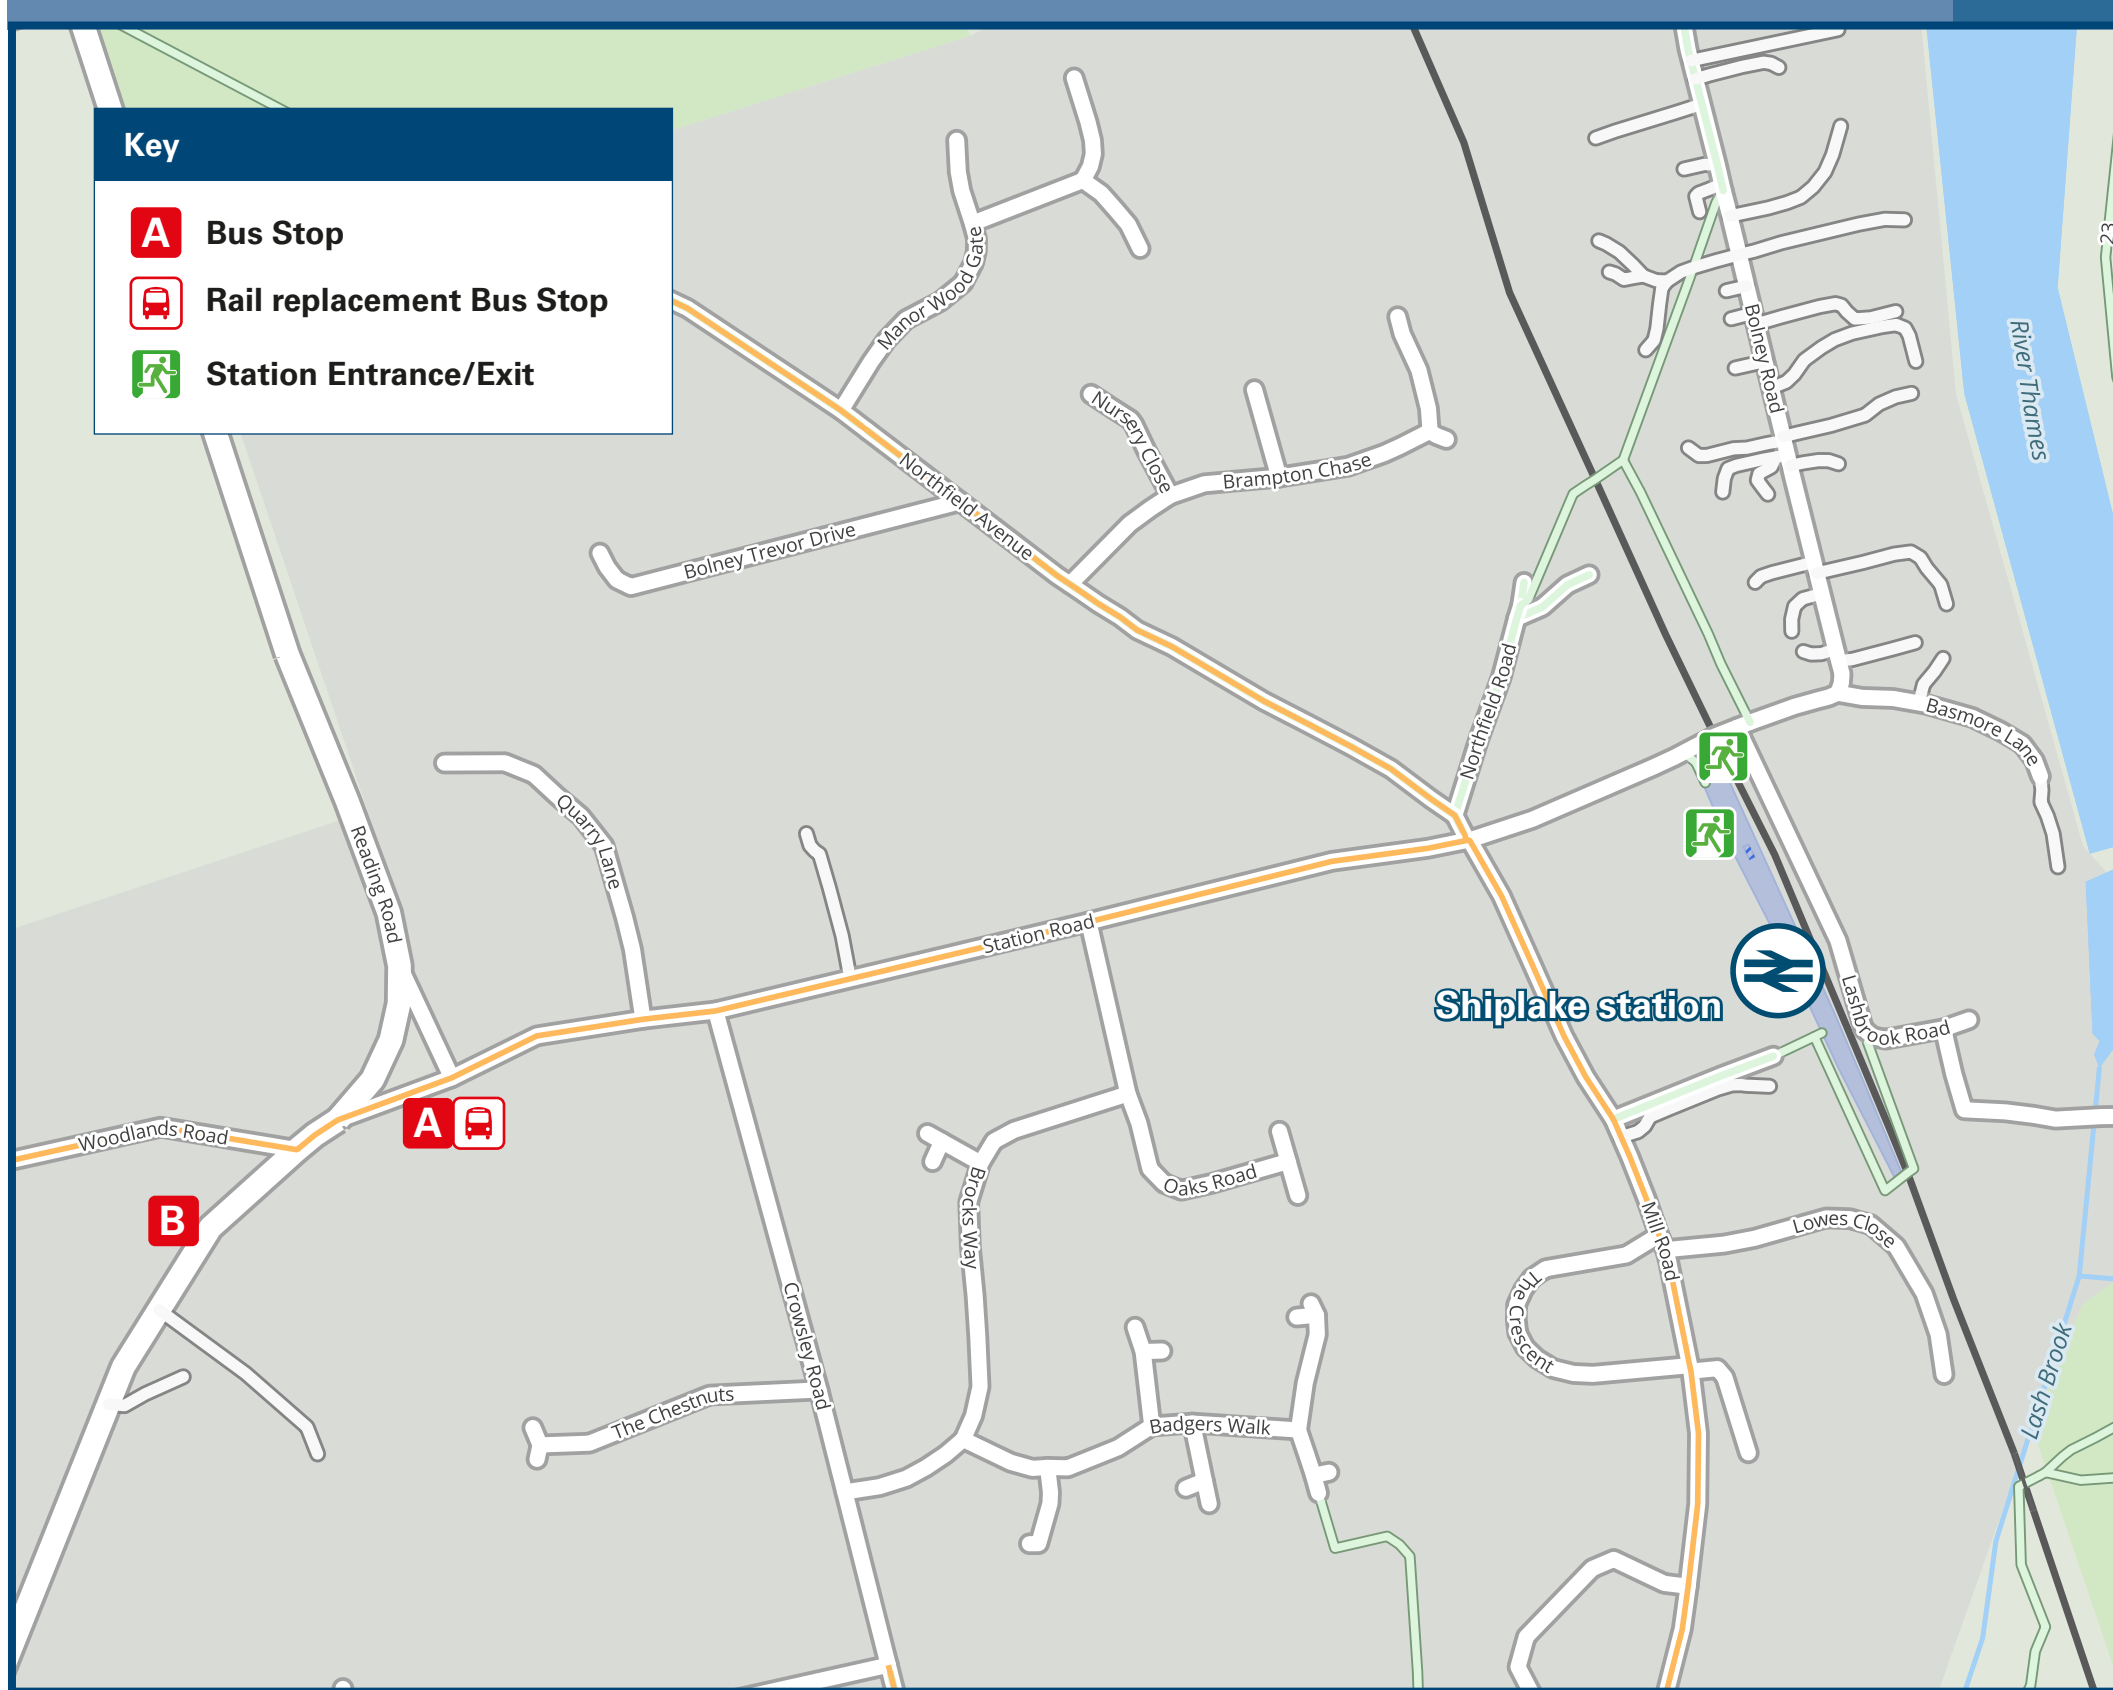 Key
A Bus Stop
Rail replacement Bus Stop
Station Entrance/Exit
Manor Wood Gate
Nursery Close
Brampton Chase
Northfield Avenue
Bolney Trevor Drive
Bolney Road
River Thames
23
Northfield Road
Basmore Lane
Quarry Lane
Reading Road
Station Road
Shiplake station
Lashbrook Road
Woodlands Road
A
B
Brocks Way
Oaks Road
Mill Road
Lowes Close
The Crescent
Crowsley Road
The Chestnuts
Badgers Walk
Lash Brook